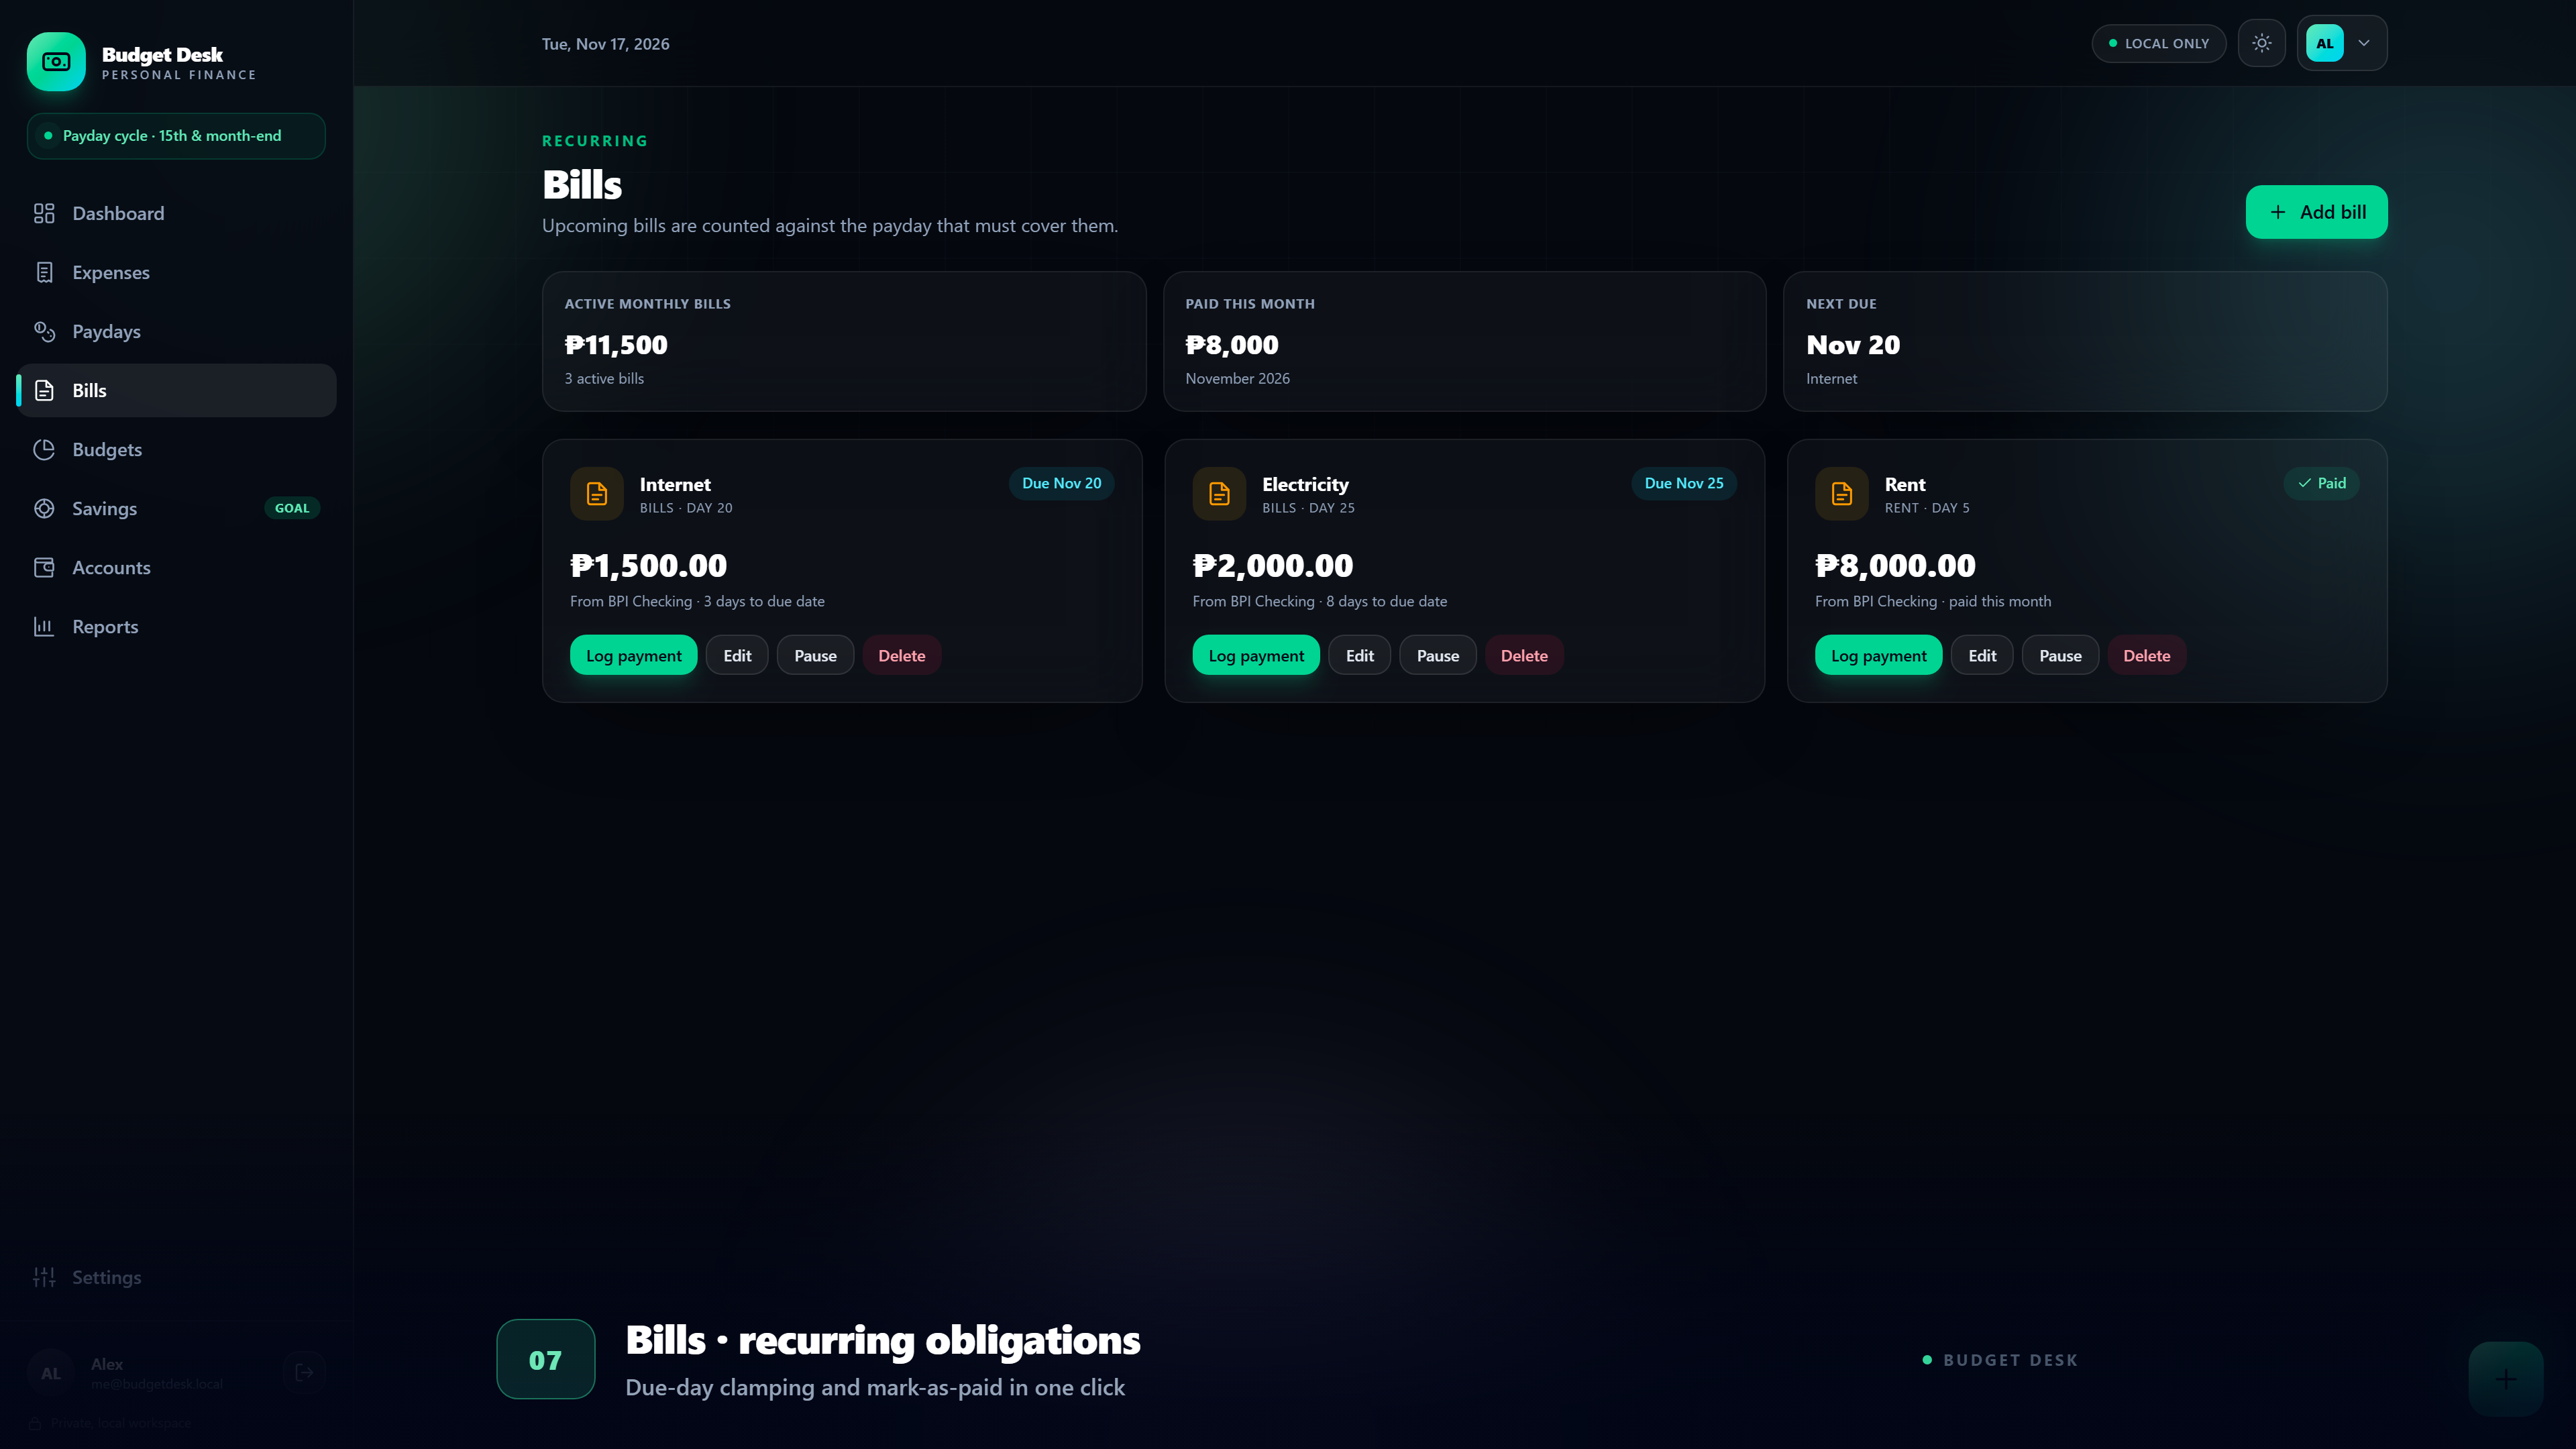 Budget Desk
PERSONAL FINANCE
Payday cycle · 15th & month-end
Dashboard
Expenses
Paydays
Bills
Budgets
Savings GOAL
Accounts
Reports
Settings
AL Alex
me@budgetdesk.local
Private, local workspace
Tue, Nov 17, 2026
LOCAL ONLY
AL
RECURRING
Bills
Upcoming bills are counted against the payday that must cover them.
Add bill
ACTIVE MONTHLY BILLS
₱11,500
3 active bills
PAID THIS MONTH
₱8,000
November 2026
NEXT DUE
Nov 20
Internet
Internet
BILLS · DAY 20
Due Nov 20
₱1,500.00
From BPI Checking · 3 days to due date
Log payment Edit Pause Delete
Electricity
BILLS · DAY 25
Due Nov 25
₱2,000.00
From BPI Checking · 8 days to due date
Log payment Edit Pause Delete
Rent
RENT · DAY 5
Paid
₱8,000.00
From BPI Checking · paid this month
Log payment Edit Pause Delete
07
Bills · recurring obligations
Due-day clamping and mark-as-paid in one click
BUDGET DESK